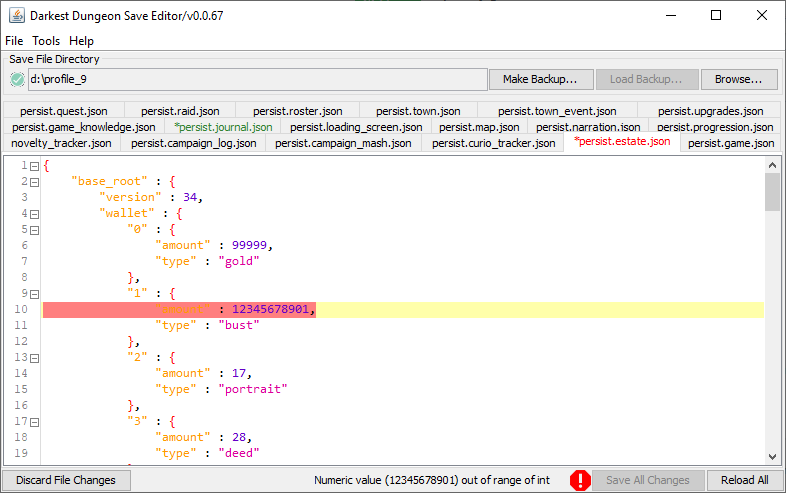 Darkest Dungeon Save Editor/v0.0.67
File Tools Help
Save File Directory
d:\profile_9 Make Backup... Load Backup... Browse...
persist.quest.json persist.raid.json persist.roster.json persist.town.json persist.town_event.json persist.upgrades.json
persist.game_knowledge.json *persist.journal.json persist.loading_screen.json persist.map.json persist.narration.json persist.progression.json
novelty_tracker.json persist.campaign_log.json persist.campaign_mash.json persist.curio_tracker.json *persist.estate.json persist.game.json
1 {
2 "base_root" : {
3 "version" : 34,
4 "wallet" : {
5 "0" : {
6 "amount" : 99999,
7 "type" : "gold"
8 },
9 "1" : {
10 "amount" : 12345678901,
11 "type" : "bust"
12 },
13 "2" : {
14 "amount" : 17,
15 "type" : "portrait"
16 },
17 "3" : {
18 "amount" : 28,
19 "type" : "deed"
Discard File Changes Numeric value (12345678901) out of range of int Save All Changes Reload All